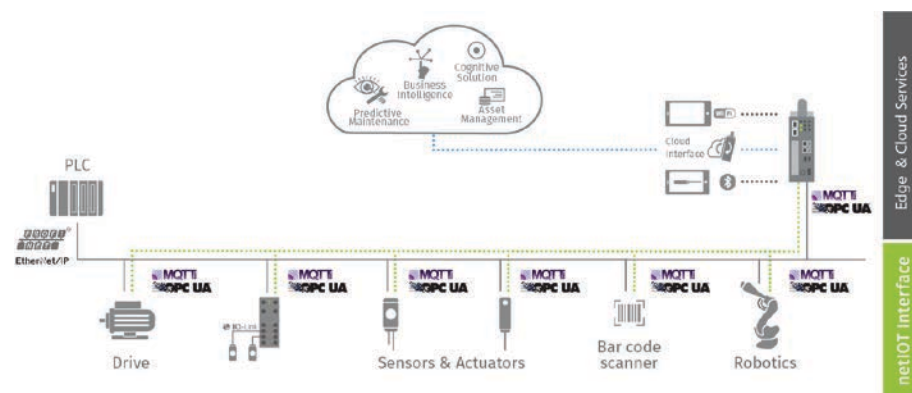 Cognitive
Solution
Business
Intelligence
Predictive
Maintenance
Asset
Management
Cloud
Interface
PLC
PROFI
NET
EtherNet/IP
MQTT
OPC UA
MQTT
OPC UA
MQTT
OPC UA
MQTT
OPC UA
MQTT
OPC UA
MQTT
OPC UA
MQTT
OPC UA
IO-Link
Drive
Sensors & Actuators
Bar code
scanner
Robotics
Edge & Cloud Services
netIOT Interface